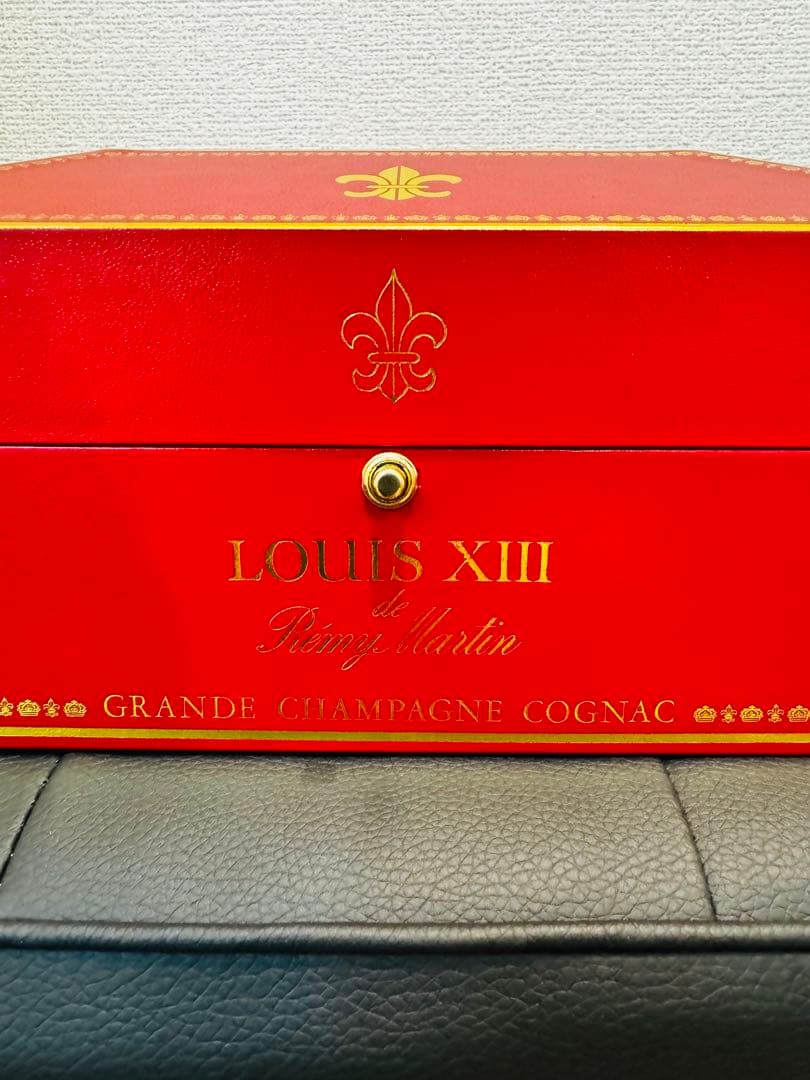 LOUIS XIII
de
Rémy Martin
GRANDE CHAMPAGNE COGNAC